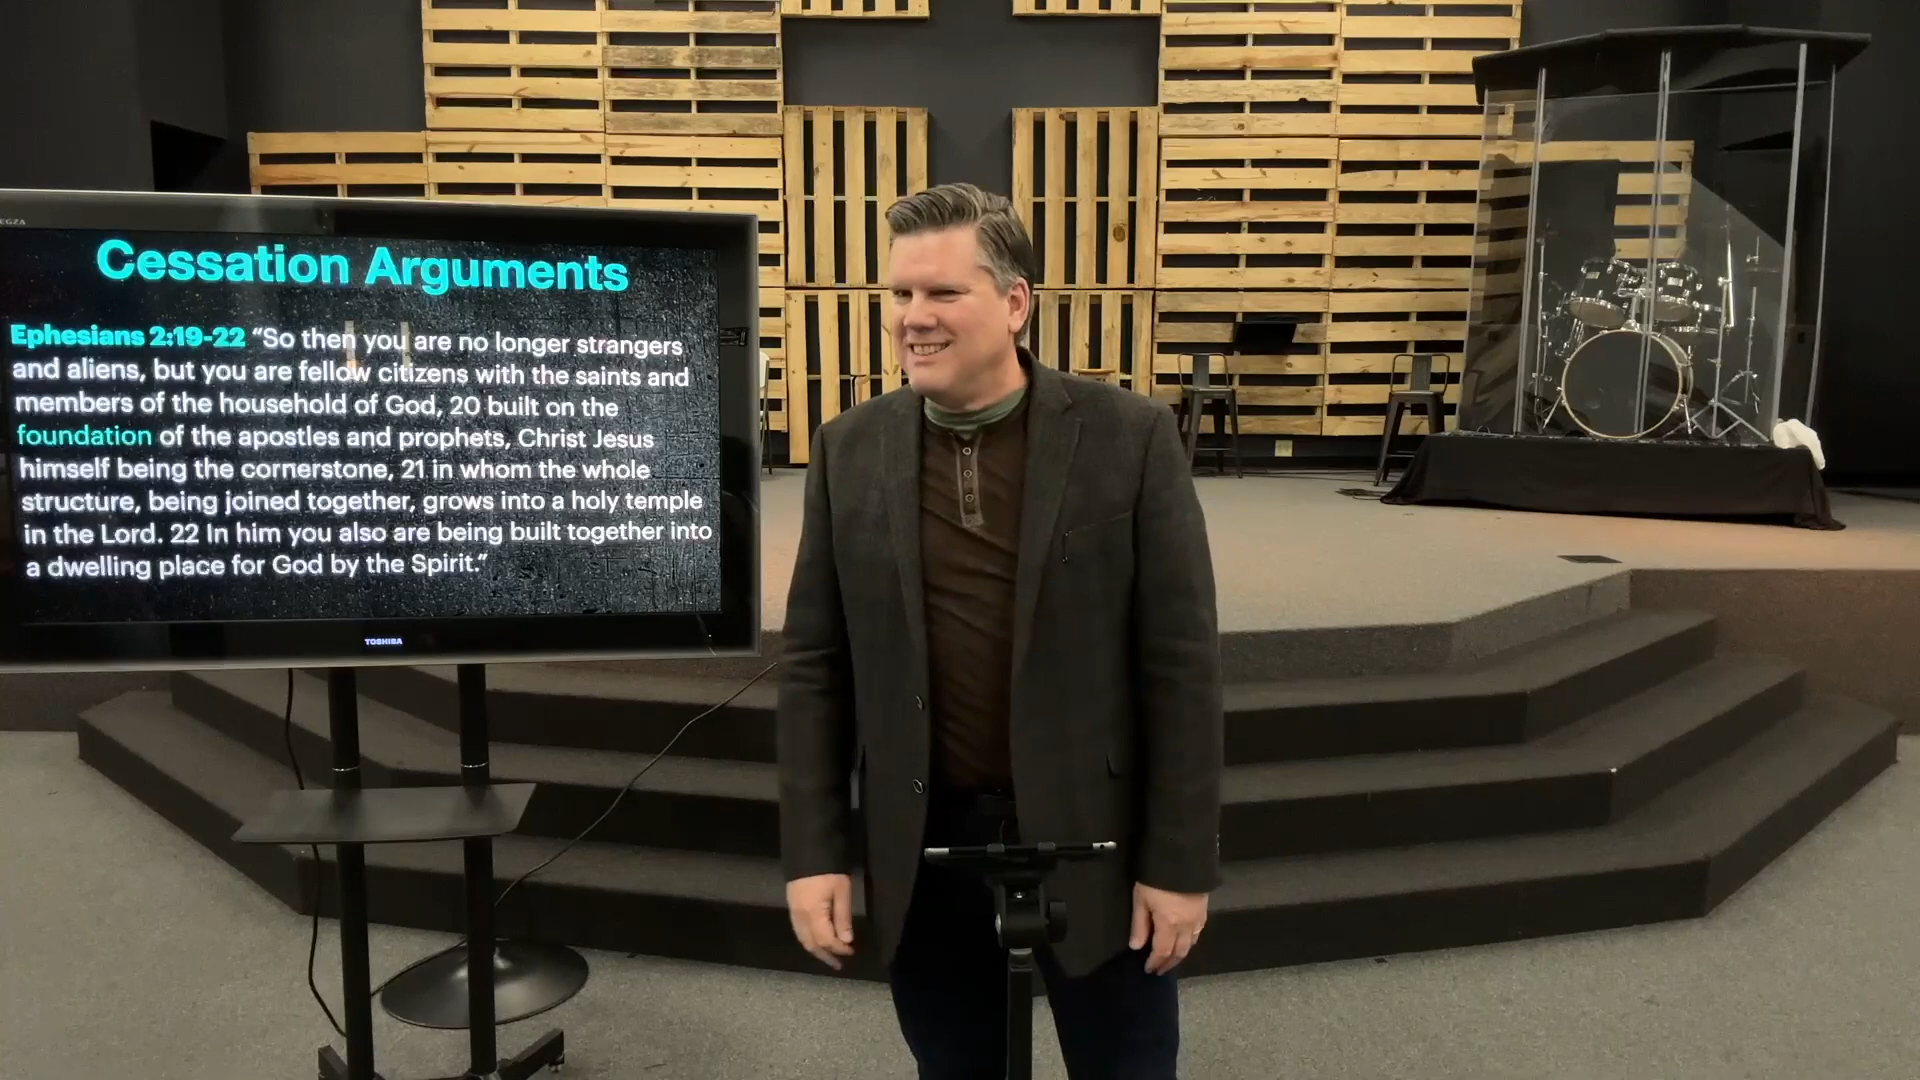 EGZA
Cessation Arguments
Ephesians 2:19-22 “So then you are no longer strangers
and aliens, but you are fellow citizens with the saints and
members of the household of God, 20 built on the
foundation of the apostles and prophets, Christ Jesus
himself being the cornerstone, 21 in whom the whole
structure, being joined together, grows into a holy temple
in the Lord. 22 In him you also are being built together into
a dwelling place for God by the Spirit.”
TOSHIBA